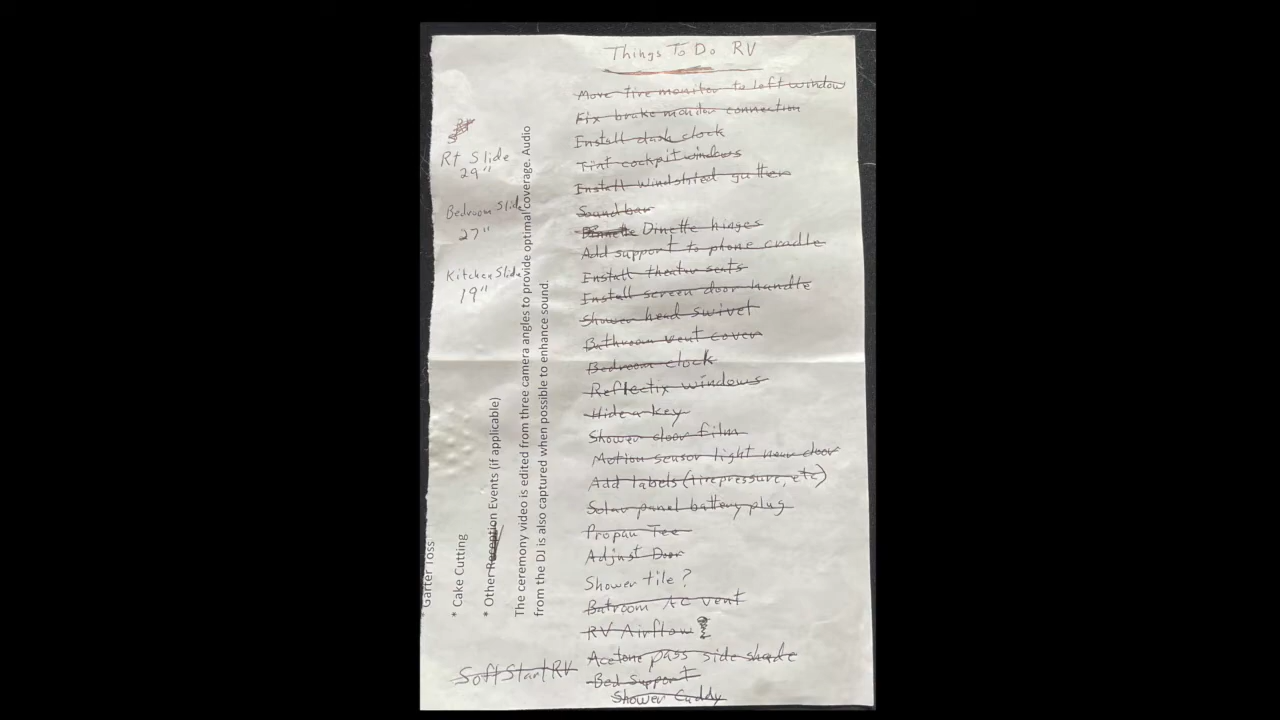 Things To Do RV
Move tire monitor to left window
Fix brake monitor connection
Install dash clock
Tint cockpit windows
Install Windshied gutter
Soundbar
Dinette hinges
Add support to phone cradle
Install theater seats
Install screen door handle
Shower head swivel
Bathroom vent cover
Bedroom clock
Reflectix windows
Hide a key
Shower door film
Motion sensor light near door
Add labels (tire pressure, etc)
Solar panel battery plug
Propan Tee
Adjust Door
Shower tile?
Batroom AC vent
RV Airflow
Acetone pass side shade
Bed Support
Shower Caddy
Soft Start RV
Rt Slide
29"
Bedroom Slide
27"
Kitchen Slide
19"
* Garter Toss
* Cake Cutting
* Other Reception Events (if applicable)
The ceremony video is edited from three camera angles to provide optimal coverage. Audio
from the DJ is also captured when possible to enhance sound.